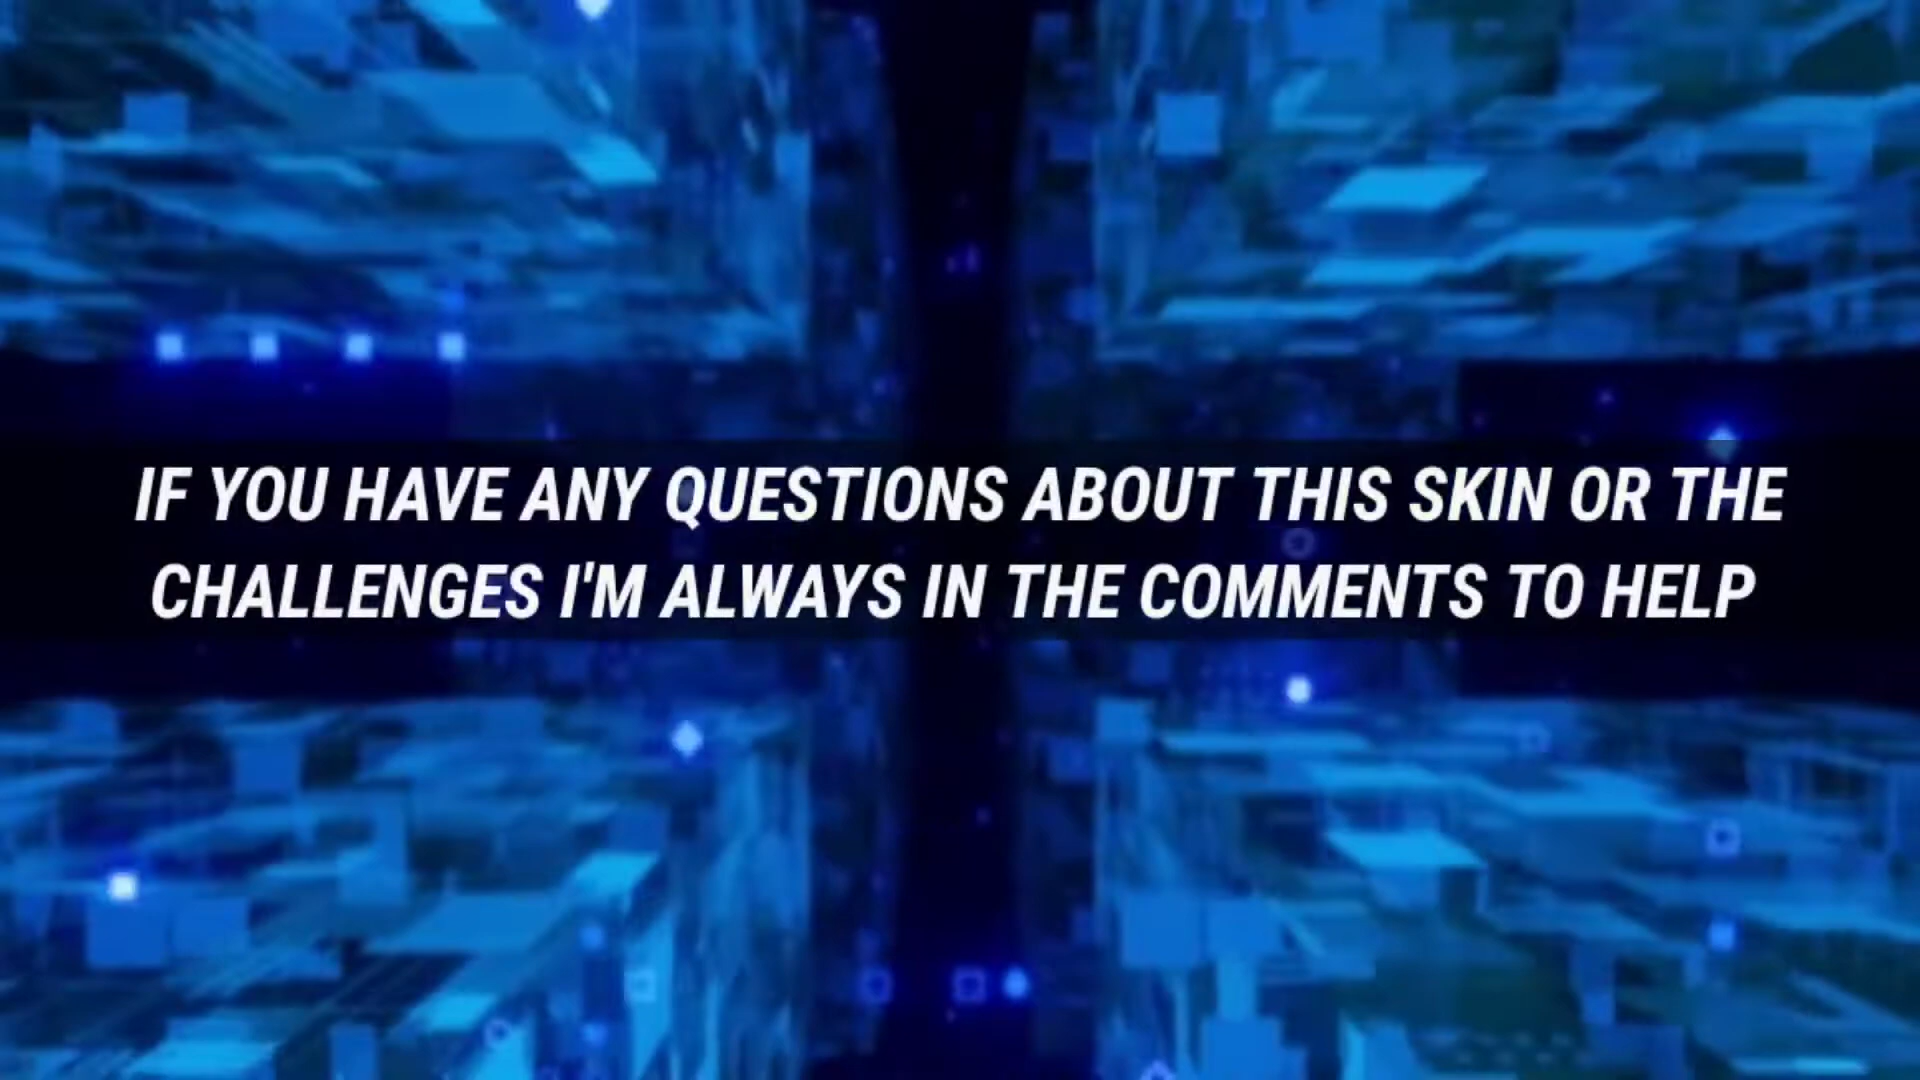 IF YOU HAVE ANY QUESTIONS ABOUT THIS SKIN OR THE
CHALLENGES I'M ALWAYS IN THE COMMENTS TO HELP